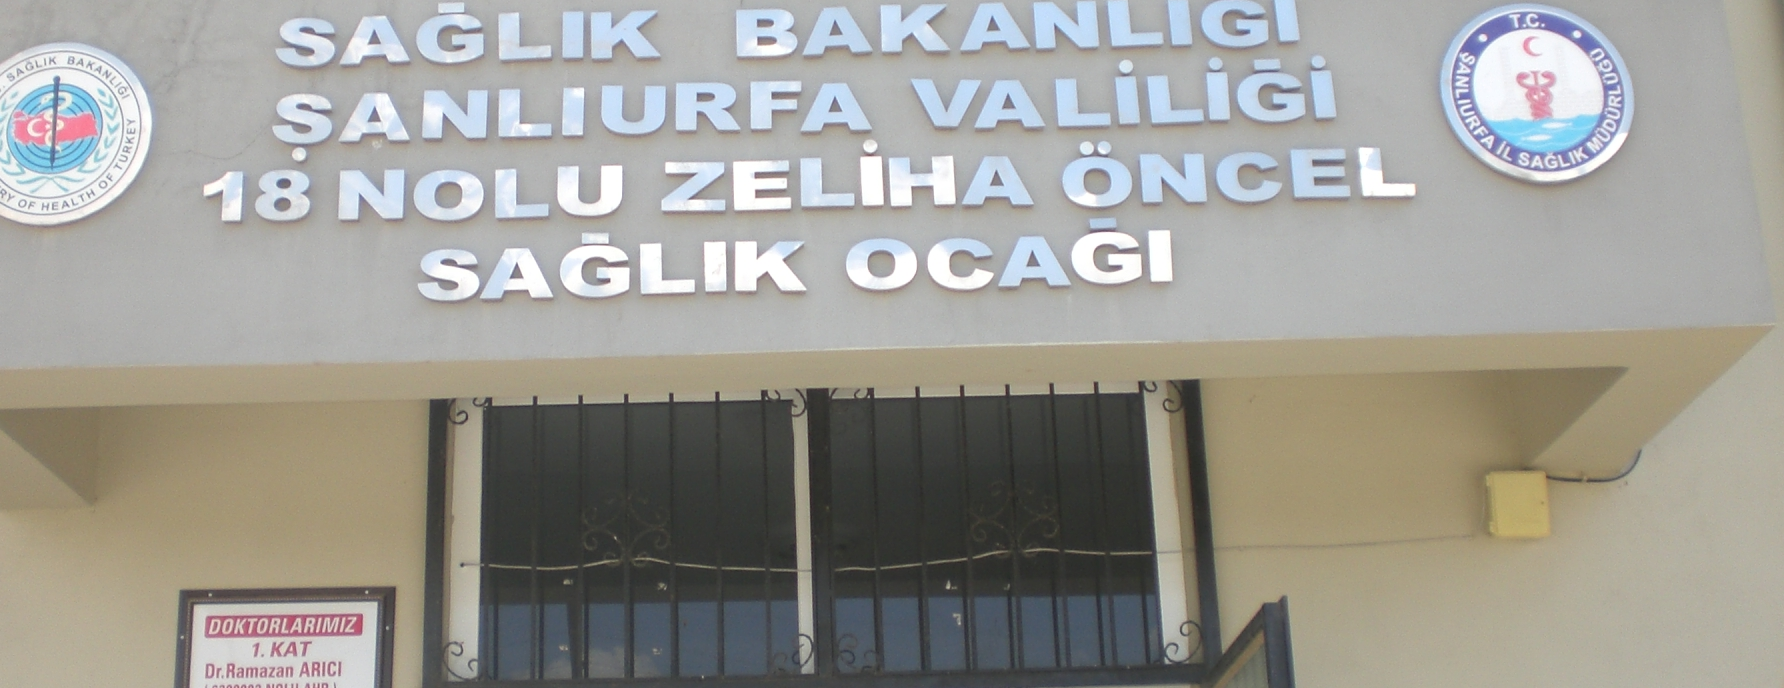 SAĞLIK BAKANLIĞI
ŞANLIURFA VALİLİĞİ
18 NOLU ZELİHA ÖNCEL
SAĞLIK OCAĞI
SAĞLIK BAKANLIĞI
OF HEALTH OF TURKEY
T.C.
ŞANLIURFA İL SAĞLIK MÜDÜRLÜĞÜ
DOKTORLARIMIZ
1. KAT
Dr.Ramazan ARICI